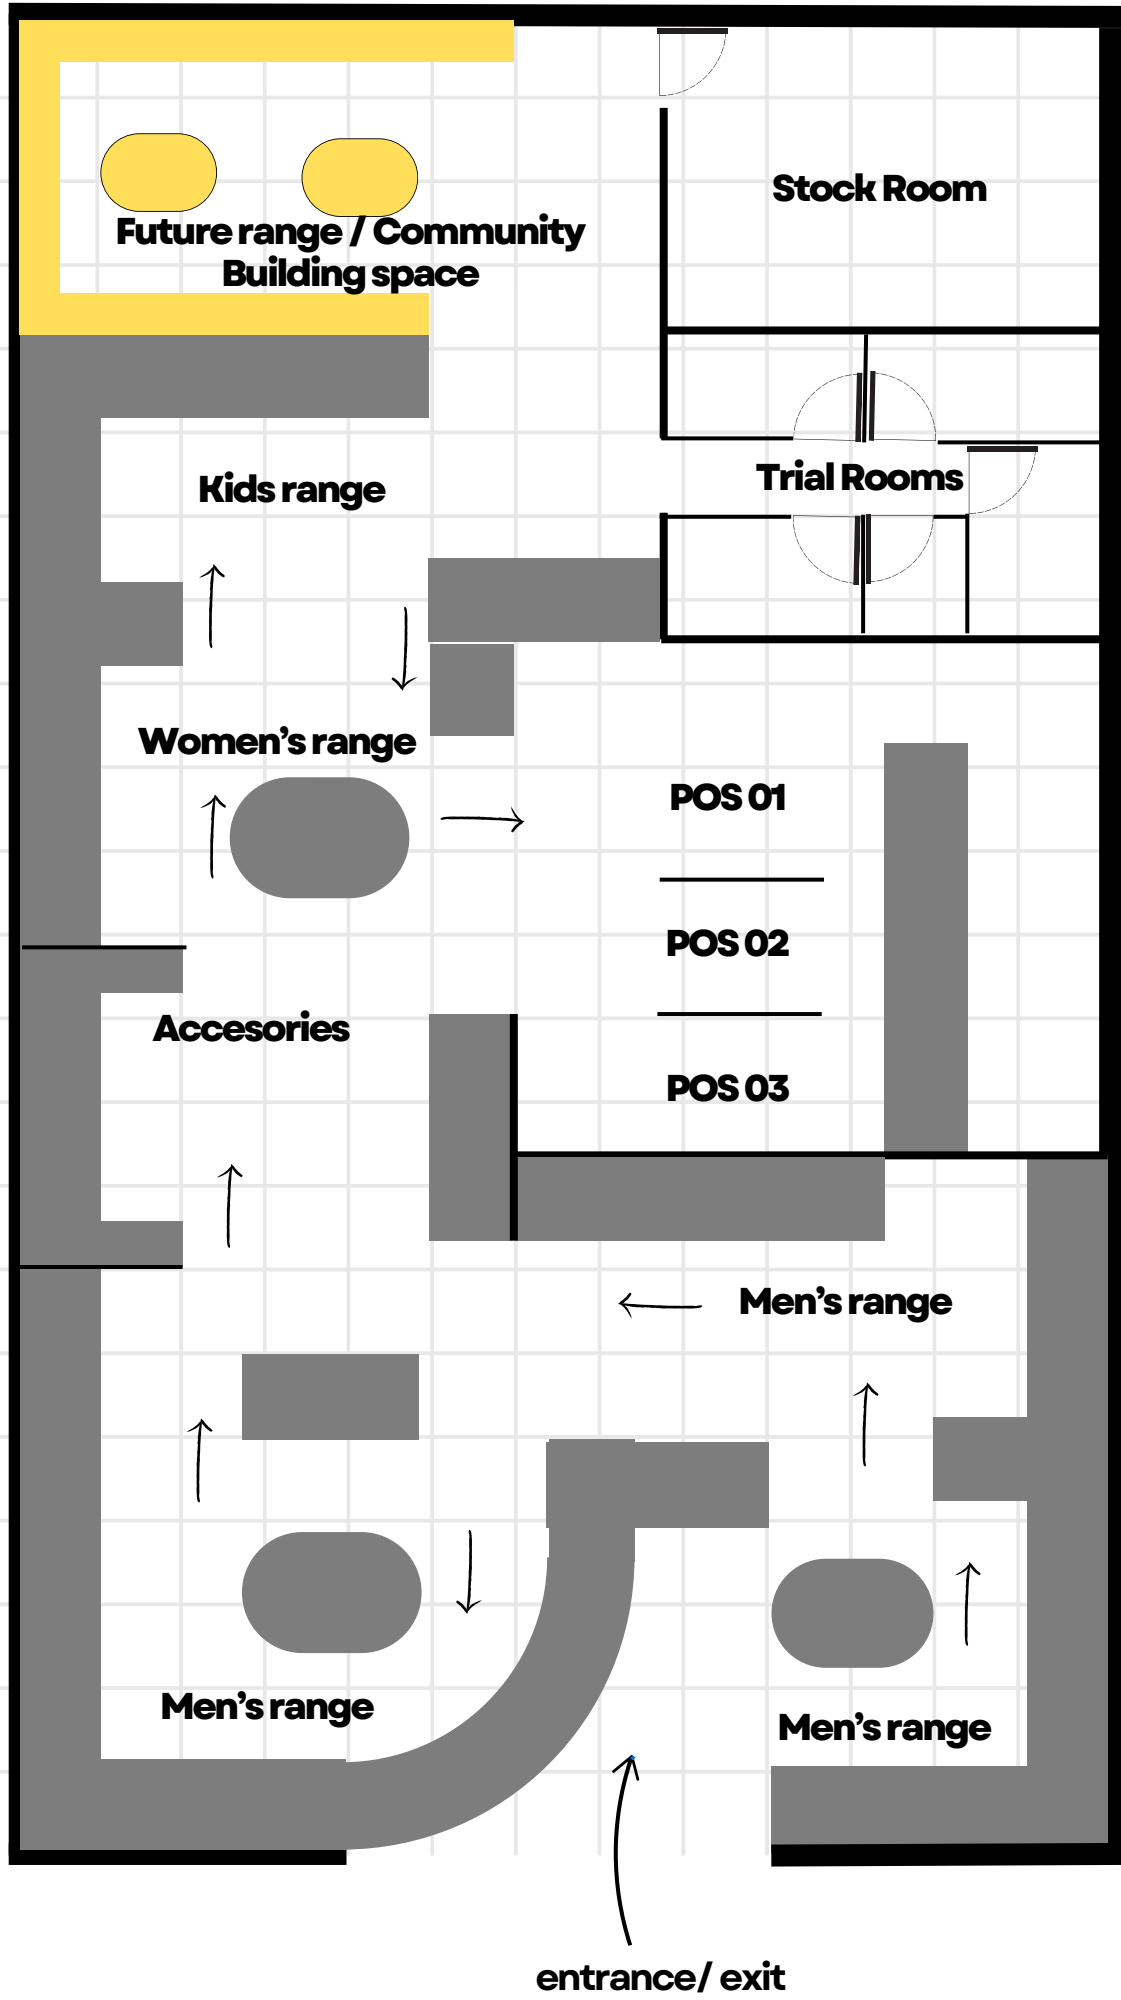 Stock Room
Future range / Community
Building space
Kids range
Trial Rooms
Women’s range
POS 01
POS 02
Accesories
POS 03
Men’s range
Men’s range
Men’s range
entrance/ exit